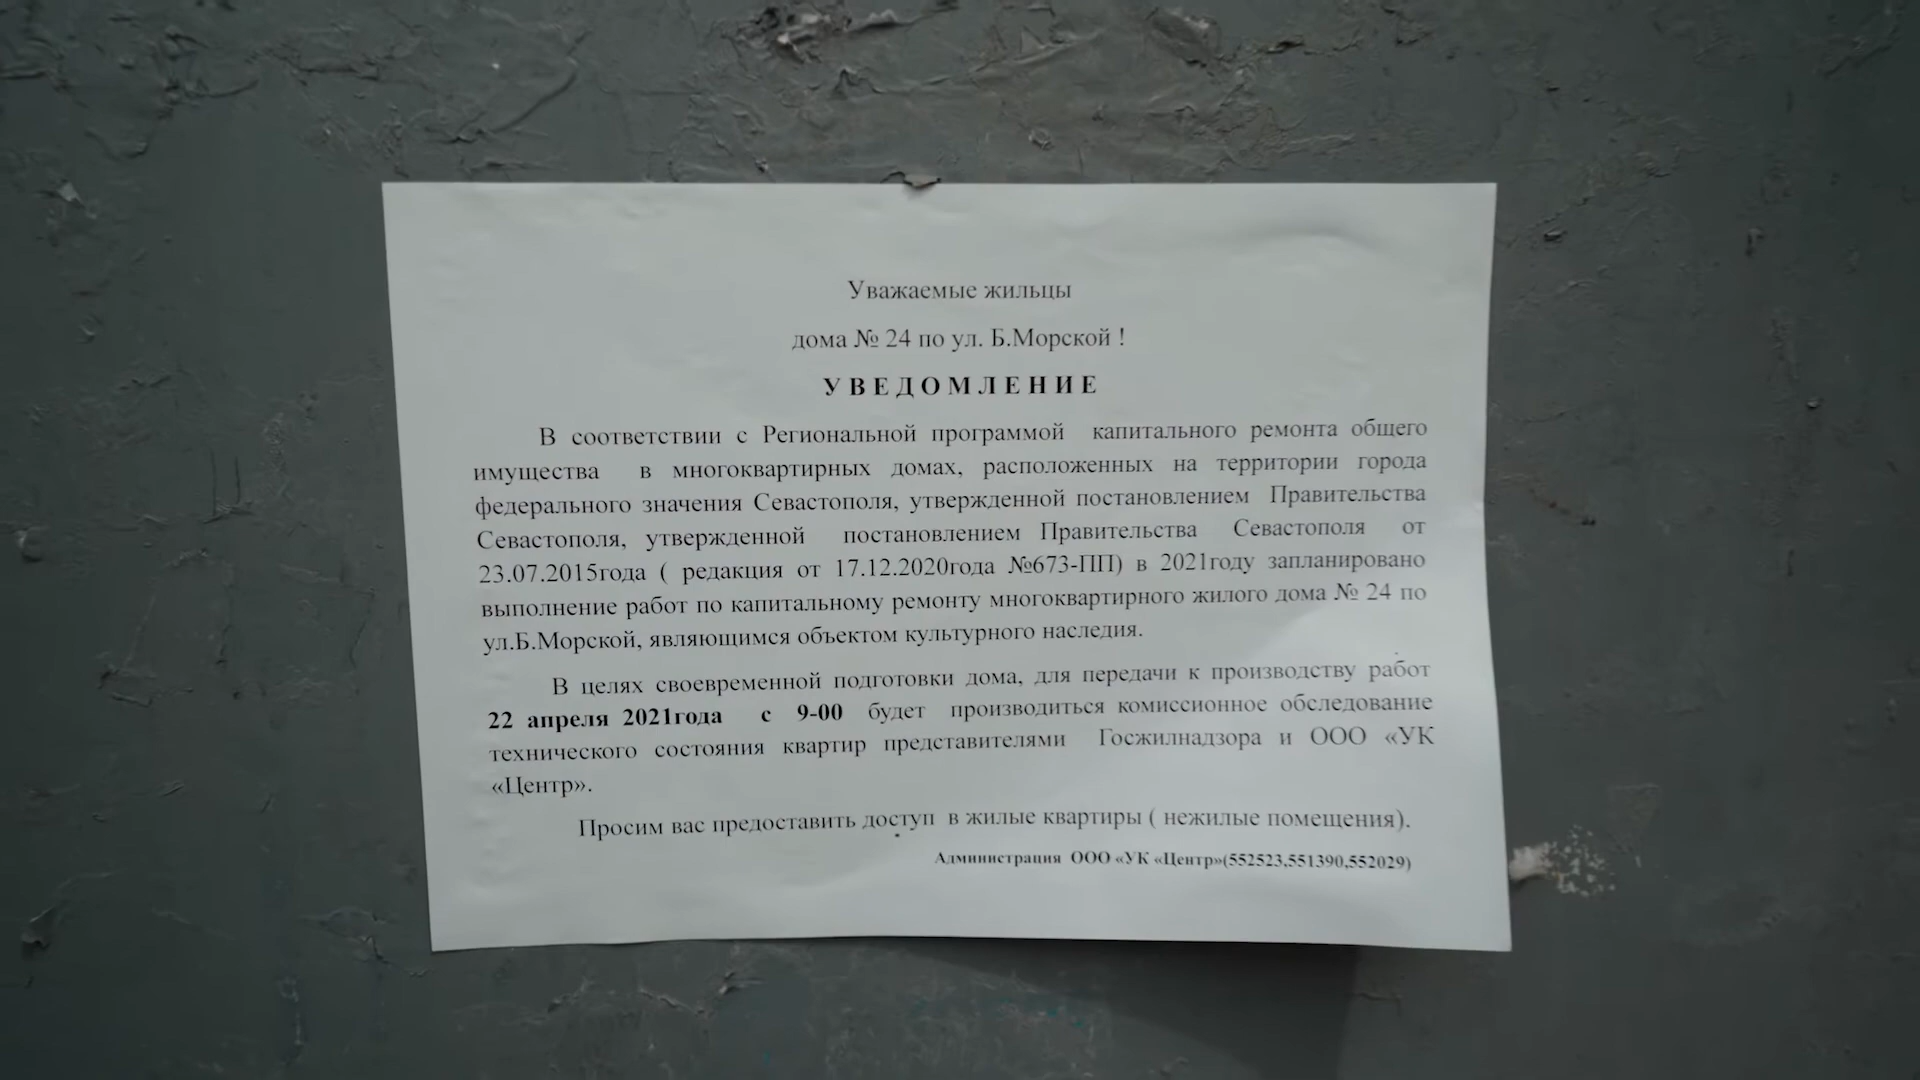 Уважаемые жильцы
дома № 24 по ул. Б.Морской !
УВЕДОМЛЕНИЕ
В соответствии с Региональной программой капитального ремонта общего
имущества в многоквартирных домах, расположенных на территории города
федерального значения Севастополя, утвержденной постановлением Правительства
Севастополя, утвержденной постановлением Правительства Севастополя от
23.07.2015года ( редакция от 17.12.2020года №673-ПП) в 2021году запланировано
выполнение работ по капитальному ремонту многоквартирного жилого дома № 24 по
ул.Б.Морской, являющимся объектом культурного наследия.
В целях своевременной подготовки дома, для передачи к производству работ
22 апреля 2021года с 9-00 будет производиться комиссионное обследование
технического состояния квартир представителями Госжилнадзора и ООО «УК
«Центр».
Просим вас предоставить доступ в жилые квартиры ( нежилые помещения).
Администрация ООО «УК «Центр»(552523,551390,552029)